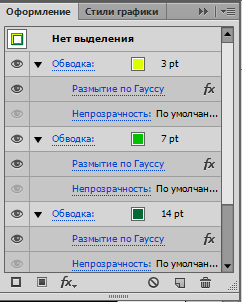 Оформление Стили графики
Нет выделения
Обводка: 3 pt
Размытие по Гауссу fx
Непрозрачность: По умолчан...
Обводка: 7 pt
Размытие по Гауссу fx
Непрозрачность: По умолчан...
Обводка: 14 pt
Размытие по Гауссу fx
Непрозрачность: По умолчан...
fx